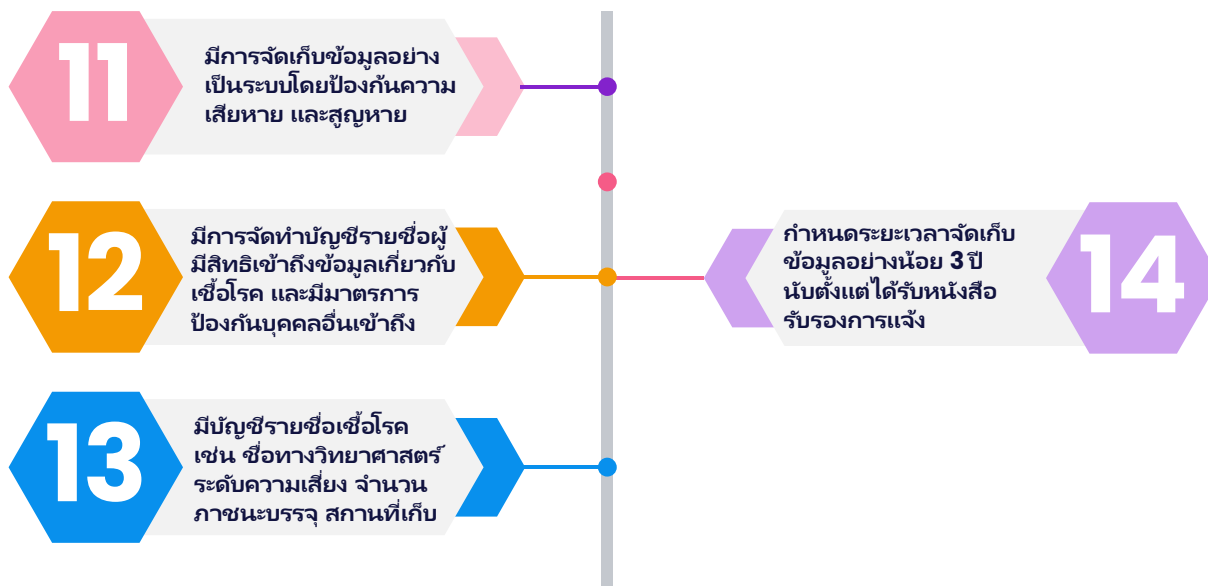 11
มีการจัดเก็บข้อมูลอย่าง
เป็นระบบโดยป้องกันความ
เสียหาย และสูญหาย
12
มีการจัดทำบัญชีรายชื่อผู้
มีสิทธิเข้าถึงข้อมูลเกี่ยวกับ
เชื้อโรค และมีมาตรการ
ป้องกันบุคคลอื่นเข้าถึง
13
มีบัญชีรายชื่อเชื้อโรค
เช่น ชื่อทางวิทยาศาสตร์
ระดับความเสี่ยง จำนวน
ภาชนะบรรจุ สถานที่เก็บ
14
กำหนดระยะเวลาจัดเก็บ
ข้อมูลอย่างน้อย 3 ปี
นับตั้งแต่ได้รับหนังสือ
รับรองการแจ้ง